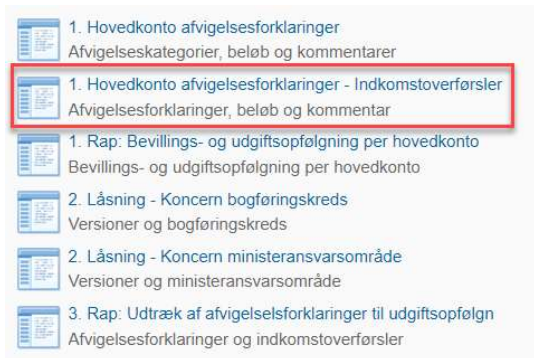 1. Hovedkonto afvigelsesforklaringer
Afvigelseskategorier, beløb og kommentarer
1. Hovedkonto afvigelsesforklaringer - Indkomstoverførsler
Afvigelsesforklaringer, beløb og kommentar
1. Rap: Bevillings- og udgiftsopfølgning per hovedkonto
Bevillings- og udgiftsopfølgning per hovedkonto
2. Låsning - Koncern bogføringskreds
Versioner og bogføringskreds
2. Låsning - Koncern ministeransvarsområde
Versioner og ministeransvarsområde
3. Rap: Udtræk af afvigelselsforklaringer til udgiftsopfølgn
Afvigelsesforklaringer og indkomstoverførsler